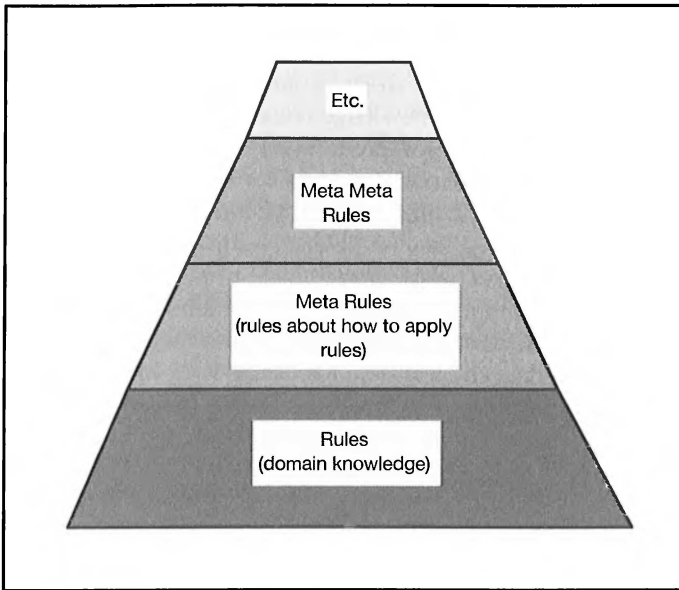 Etc.
Meta Meta
Rules
Meta Rules
(rules about how to apply
rules)
Rules
(domain knowledge)